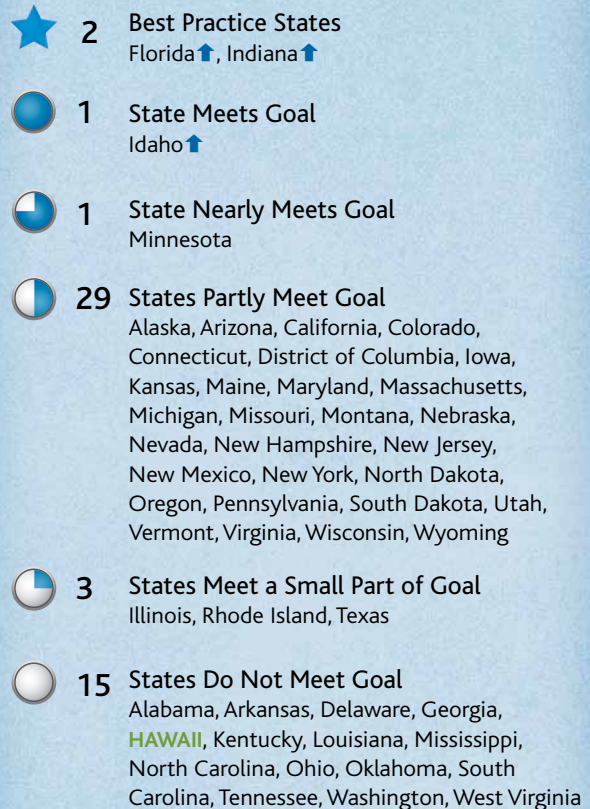 2 Best Practice States
Florida⬆, Indiana⬆
1 State Meets Goal
Idaho⬆
1 State Nearly Meets Goal
Minnesota
29 States Partly Meet Goal
Alaska, Arizona, California, Colorado,
Connecticut, District of Columbia, Iowa,
Kansas, Maine, Maryland, Massachusetts,
Michigan, Missouri, Montana, Nebraska,
Nevada, New Hampshire, New Jersey,
New Mexico, New York, North Dakota,
Oregon, Pennsylvania, South Dakota, Utah,
Vermont, Virginia, Wisconsin, Wyoming
3 States Meet a Small Part of Goal
Illinois, Rhode Island, Texas
15 States Do Not Meet Goal
Alabama, Arkansas, Delaware, Georgia,
HAWAII, Kentucky, Louisiana, Mississippi,
North Carolina, Ohio, Oklahoma, South
Carolina, Tennessee, Washington, West Virginia